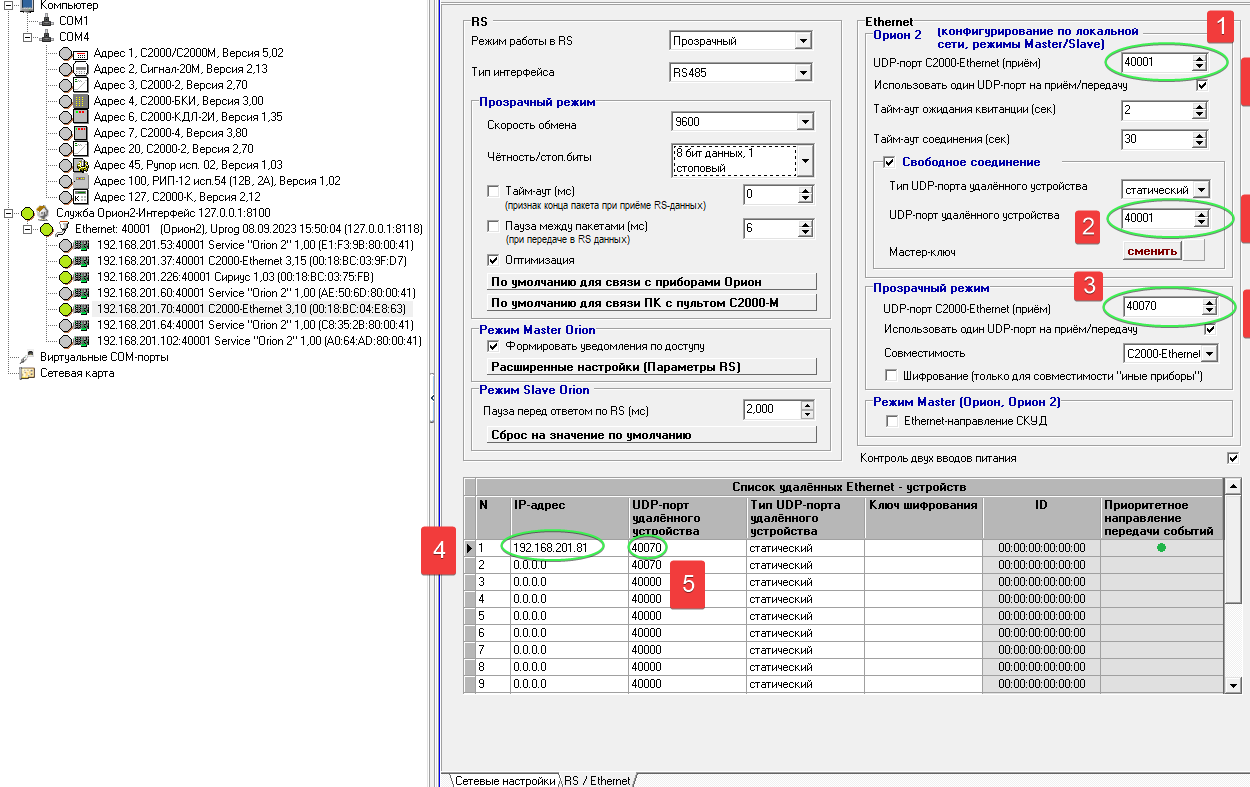 Компьютер
COM1
COM4
Адрес 1, С2000/С2000М, Версия 5,02
Адрес 2, Сигнал-20М, Версия 2,13
Адрес 3, С2000-2, Версия 2,70
Адрес 4, С2000-БКИ, Версия 3,00
Адрес 6, С2000-КДЛ-2И, Версия 1,35
Адрес 7, С2000-4, Версия 3,80
Адрес 20, С2000-2, Версия 2,70
Адрес 45, Рупор исп. 02, Версия 1,03
Адрес 100, РИП-12 исп.54 (12В, 2А), Версия 1,02
Адрес 127, С2000-К, Версия 2,12
Служба Орион2-Интерфейс 127.0.0.1:8100
Ethernet: 40001 (Орион2), Uprog 08.09.2023 15:50:04 (127.0.0.1:8118)
192.168.201.53:40001 Service "Orion 2" 1,00 (E1:F3:9B:80:00:41)
192.168.201.37:40001 C2000-Ethernet 3,15 (00:18:BC:03:9F:D7)
192.168.201.226:40001 Сириус 1,03 (00:18:BC:03:75:FB)
192.168.201.60:40001 Service "Orion 2" 1,00 (AE:50:6D:80:00:41)
192.168.201.70:40001 C2000-Ethernet 3,10 (00:18:BC:04:E8:63)
192.168.201.64:40001 Service "Orion 2" 1,00 (C8:35:2B:80:00:41)
192.168.201.102:40001 Service "Orion 2" 1,00 (A0:64:AD:80:00:41)
Виртуальные COM-порты
Сетевая карта
RS
Режим работы в RS Прозрачный
Тип интерфейса RS485
Прозрачный режим
Скорость обмена 9600
Чётность/стоп.биты 8 бит данных, 1
стоповый
Тайм-аут (мс) 0
(признак конца пакета при приёме RS-данных)
Пауза между пакетами (мс) 6
(при передаче в RS данных)
Оптимизация
По умолчанию для связи с приборами Орион
По умолчанию для связи ПК с пультом С2000-М
Режим Master Orion
Формировать уведомления по доступу
Расширенные настройки (Параметры RS)
Режим Slave Orion
Пауза перед ответом по RS (мс) 2,000
Сброс на значение по умолчанию
Ethernet
Орион 2 (конфигурирование по локальной
сети, режимы Master/Slave)
1
UDP-порт C2000-Ethernet (приём) 40001
Использовать один UDP-порт на приём/передачу
Тайм-аут ожидания квитанции (сек) 2
Тайм-аут соединения (сек) 30
Свободное соединение
Тип UDP-порта удалённого устройства статический
UDP-порт удалённого устройства 40001
2
Мастер-ключ сменить
3
Прозрачный режим
UDP-порт C2000-Ethernet (приём) 40070
Использовать один UDP-порт на приём/передачу
Совместимость C2000-Ethernet
Шифрование (только для совместимости "иные приборы")
Режим Master (Орион, Орион 2)
Ethernet-направление СКУД
Контроль двух вводов питания
Список удалённых Ethernet - устройств
N IP-адрес UDP-порт удалённого устройства Тип UDP-порта удалённого устройства Ключ шифрования ID Приоритетное направление передачи событий
4
1 192.168.201.81 40070 статический 00:00:00:00:00:00
2 0.0.0.0 40070 статический 00:00:00:00:00:00
5
3 0.0.0.0 40000 статический 00:00:00:00:00:00
4 0.0.0.0 40000 статический 00:00:00:00:00:00
5 0.0.0.0 40000 статический 00:00:00:00:00:00
6 0.0.0.0 40000 статический 00:00:00:00:00:00
7 0.0.0.0 40000 статический 00:00:00:00:00:00
8 0.0.0.0 40000 статический 00:00:00:00:00:00
9 0.0.0.0 40000 статический 00:00:00:00:00:00
Сетевые настройки RS / Ethernet